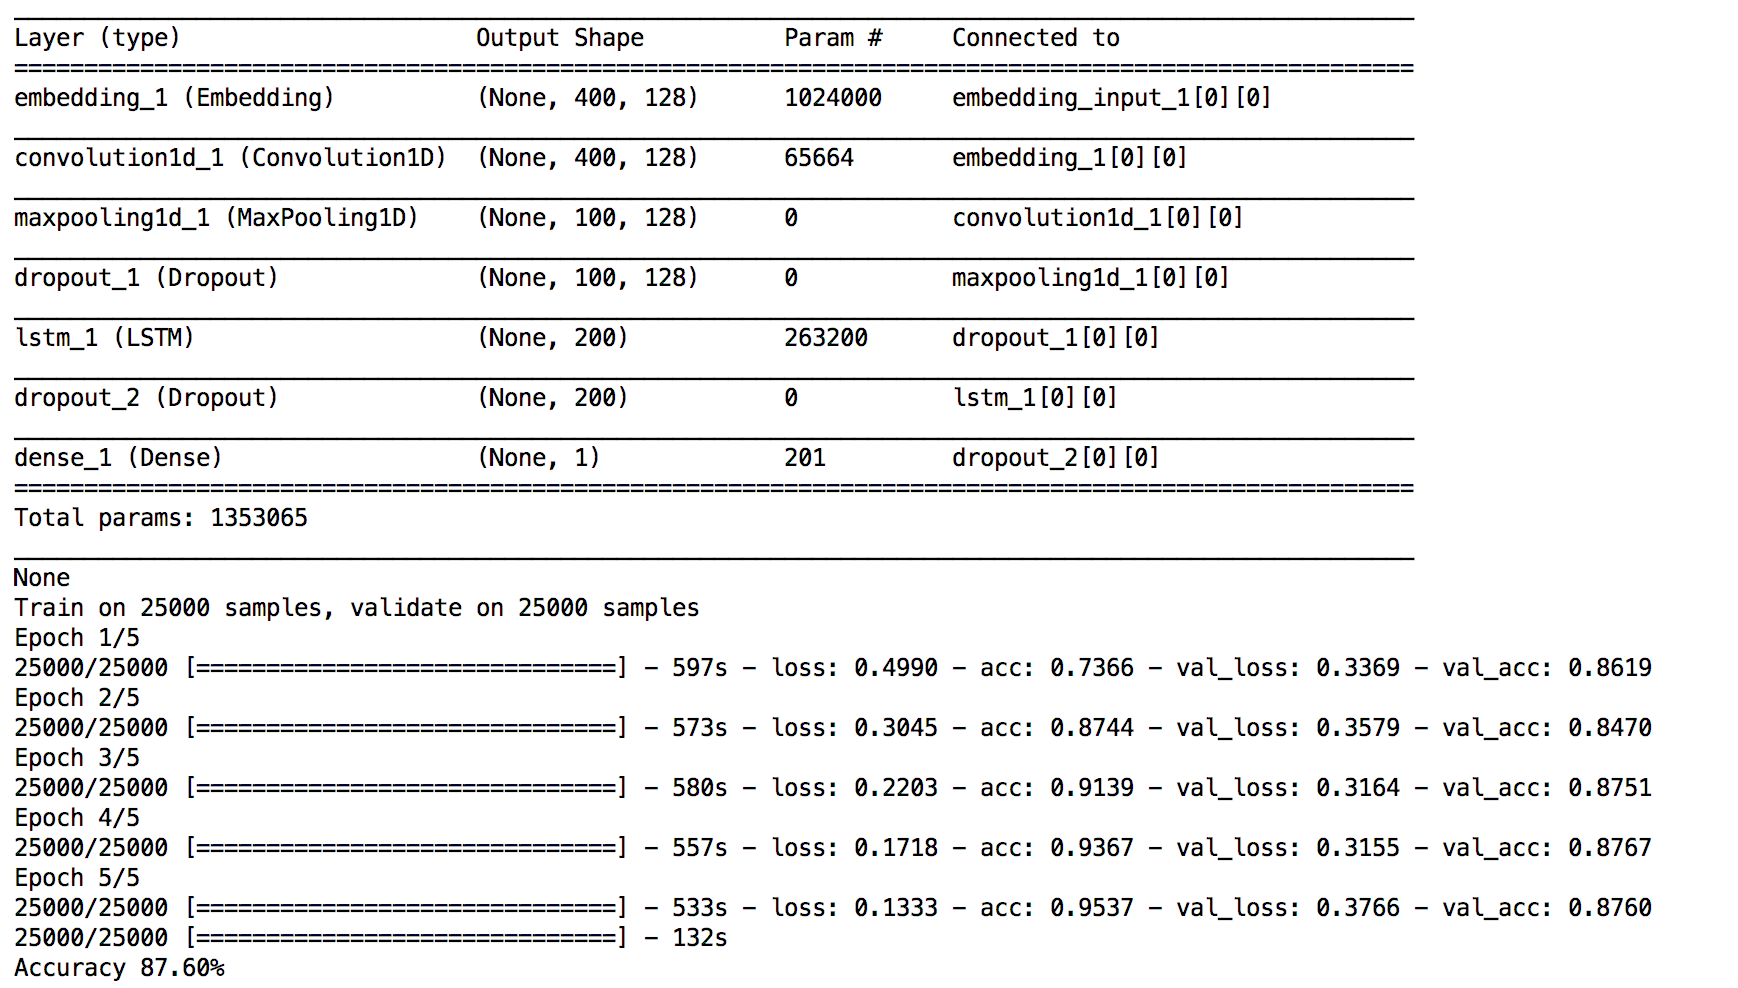 Layer (type) Output Shape Param # Connected to
====================================================================================================
embedding_1 (Embedding) (None, 400, 128) 1024000 embedding_input_1[0][0]
____________________________________________________________________________________________________
convolution1d_1 (Convolution1D) (None, 400, 128) 65664 embedding_1[0][0]
____________________________________________________________________________________________________
maxpooling1d_1 (MaxPooling1D) (None, 100, 128) 0 convolution1d_1[0][0]
____________________________________________________________________________________________________
dropout_1 (Dropout) (None, 100, 128) 0 maxpooling1d_1[0][0]
____________________________________________________________________________________________________
lstm_1 (LSTM) (None, 200) 263200 dropout_1[0][0]
____________________________________________________________________________________________________
dropout_2 (Dropout) (None, 200) 0 lstm_1[0][0]
____________________________________________________________________________________________________
dense_1 (Dense) (None, 1) 201 dropout_2[0][0]
====================================================================================================
Total params: 1353065
____________________________________________________________________________________________________
None
Train on 25000 samples, validate on 25000 samples
Epoch 1/5
25000/25000 [==============================] - 597s - loss: 0.4990 - acc: 0.7366 - val_loss: 0.3369 - val_acc: 0.8619
Epoch 2/5
25000/25000 [==============================] - 573s - loss: 0.3045 - acc: 0.8744 - val_loss: 0.3579 - val_acc: 0.8470
Epoch 3/5
25000/25000 [==============================] - 580s - loss: 0.2203 - acc: 0.9139 - val_loss: 0.3164 - val_acc: 0.8751
Epoch 4/5
25000/25000 [==============================] - 557s - loss: 0.1718 - acc: 0.9367 - val_loss: 0.3155 - val_acc: 0.8767
Epoch 5/5
25000/25000 [==============================] - 533s - loss: 0.1333 - acc: 0.9537 - val_loss: 0.3766 - val_acc: 0.8760
25000/25000 [==============================] - 132s
Accuracy 87.60%